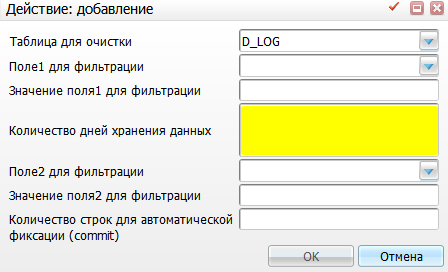 Действие: добавление
Таблица для очистки
D_LOG
Поле1 для фильтрации
Значение поля1 для фильтрации
Количество дней хранения данных
Поле2 для фильтрации
Значение поля2 для фильтрации
Количество строк для автоматической
фиксации (commit)
OK
Отмена